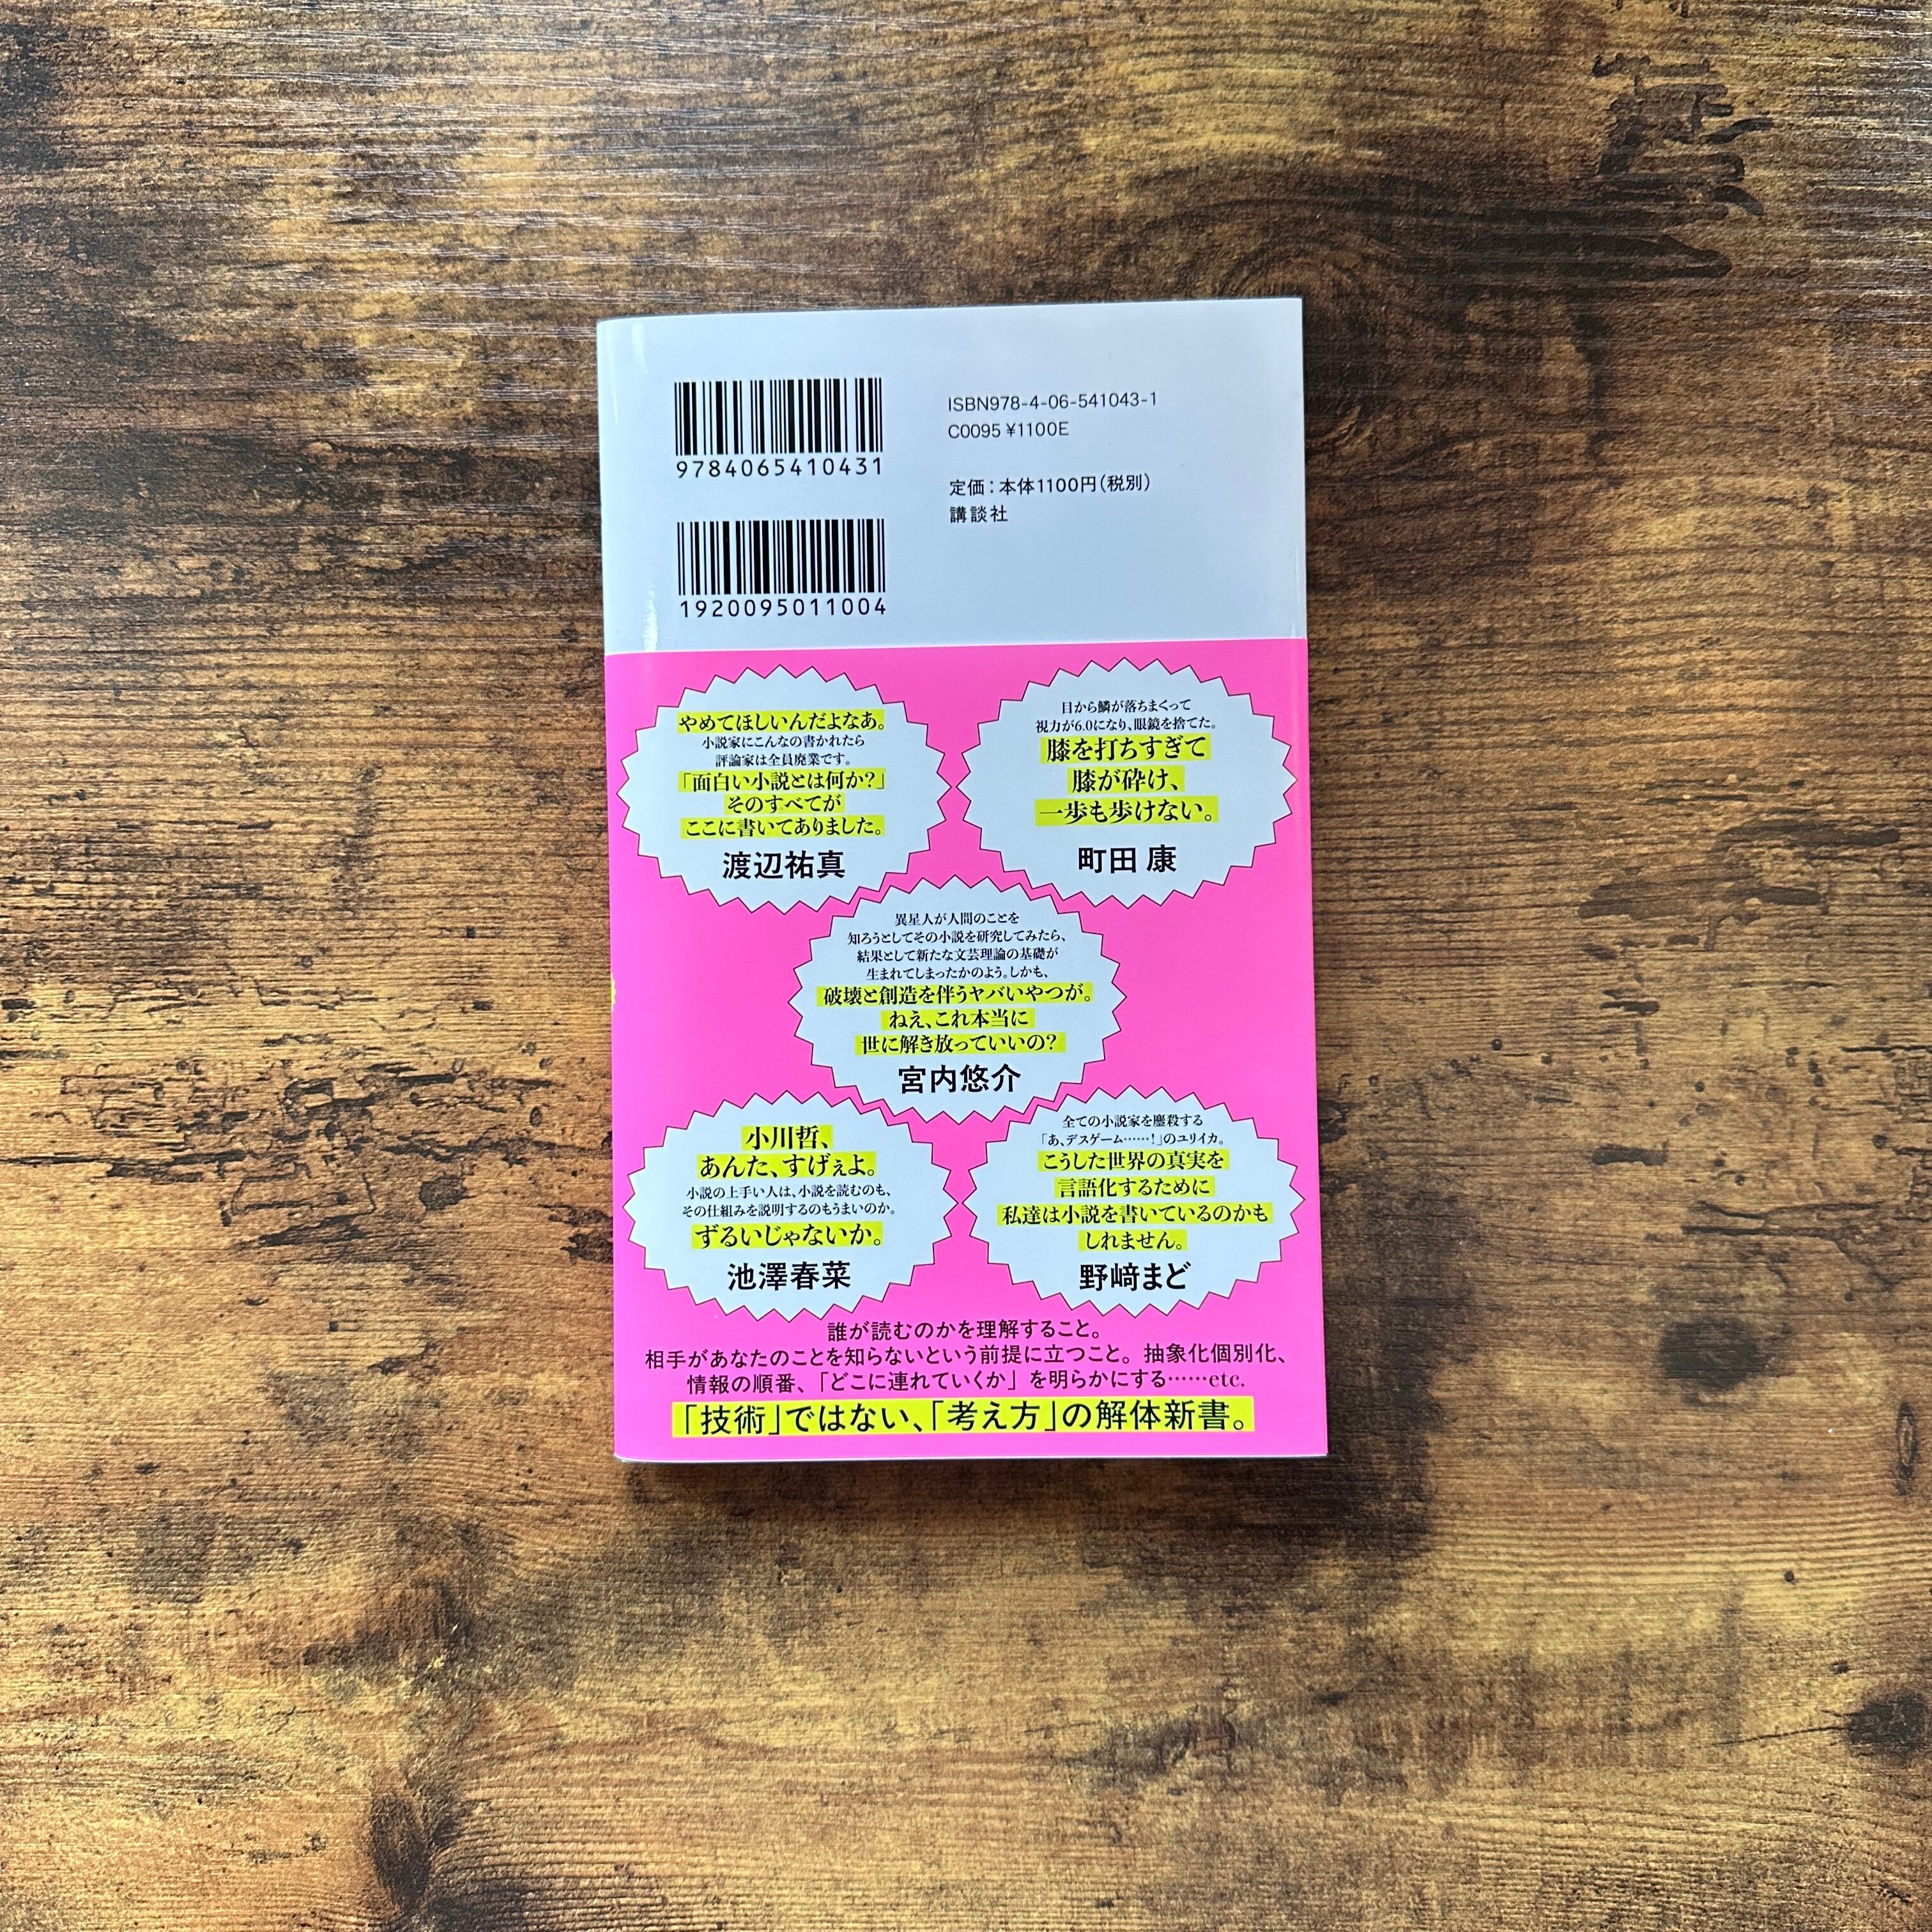 9784065410431
1920095011004
ISBN978-4-06-541043-1
C0095 ¥1100E
定価：本体1100円（税別）
講談社
やめてほしいんだよなあ。
小説家にこんなの書かれたら
評論家は全員廃業です。
「面白い小説とは何か？」
そのすべてが
ここに書いてありました。
渡辺祐真
目から鱗が落ちまくって
視力が6.0になり、眼鏡を捨てた。
膝を打ちすぎて
膝が砕け、
一歩も歩けない。
町田 康
異星人が人間のことを
知ろうとしてその小説を研究してみたら、
結果として新たな文芸理論の基礎が
生まれてしまったかのよう。しかも、
破壊と創造を伴うヤバいやつが。
ねえ、これ本当に
世に解き放っていいの？
宮内悠介
小川哲、
あんた、すげぇよ。
小説の上手い人は、小説を読むのも、
その仕組みを説明するのもうまいのか。
ずるいじゃないか。
池澤春菜
全ての小説家を鏖殺する
「あ、デスゲーム……！」のユリイカ。
こうした世界の真実を
言語化するために
私達は小説を書いているのかも
しれません。
野﨑まど
誰が読むのかを理解すること。
相手があなたのことを知らないという前提に立つこと。抽象化個別化、
情報の順番、「どこに連れていくか」を明らかにする……etc.
「技術」ではない、「考え方」の解体新書。